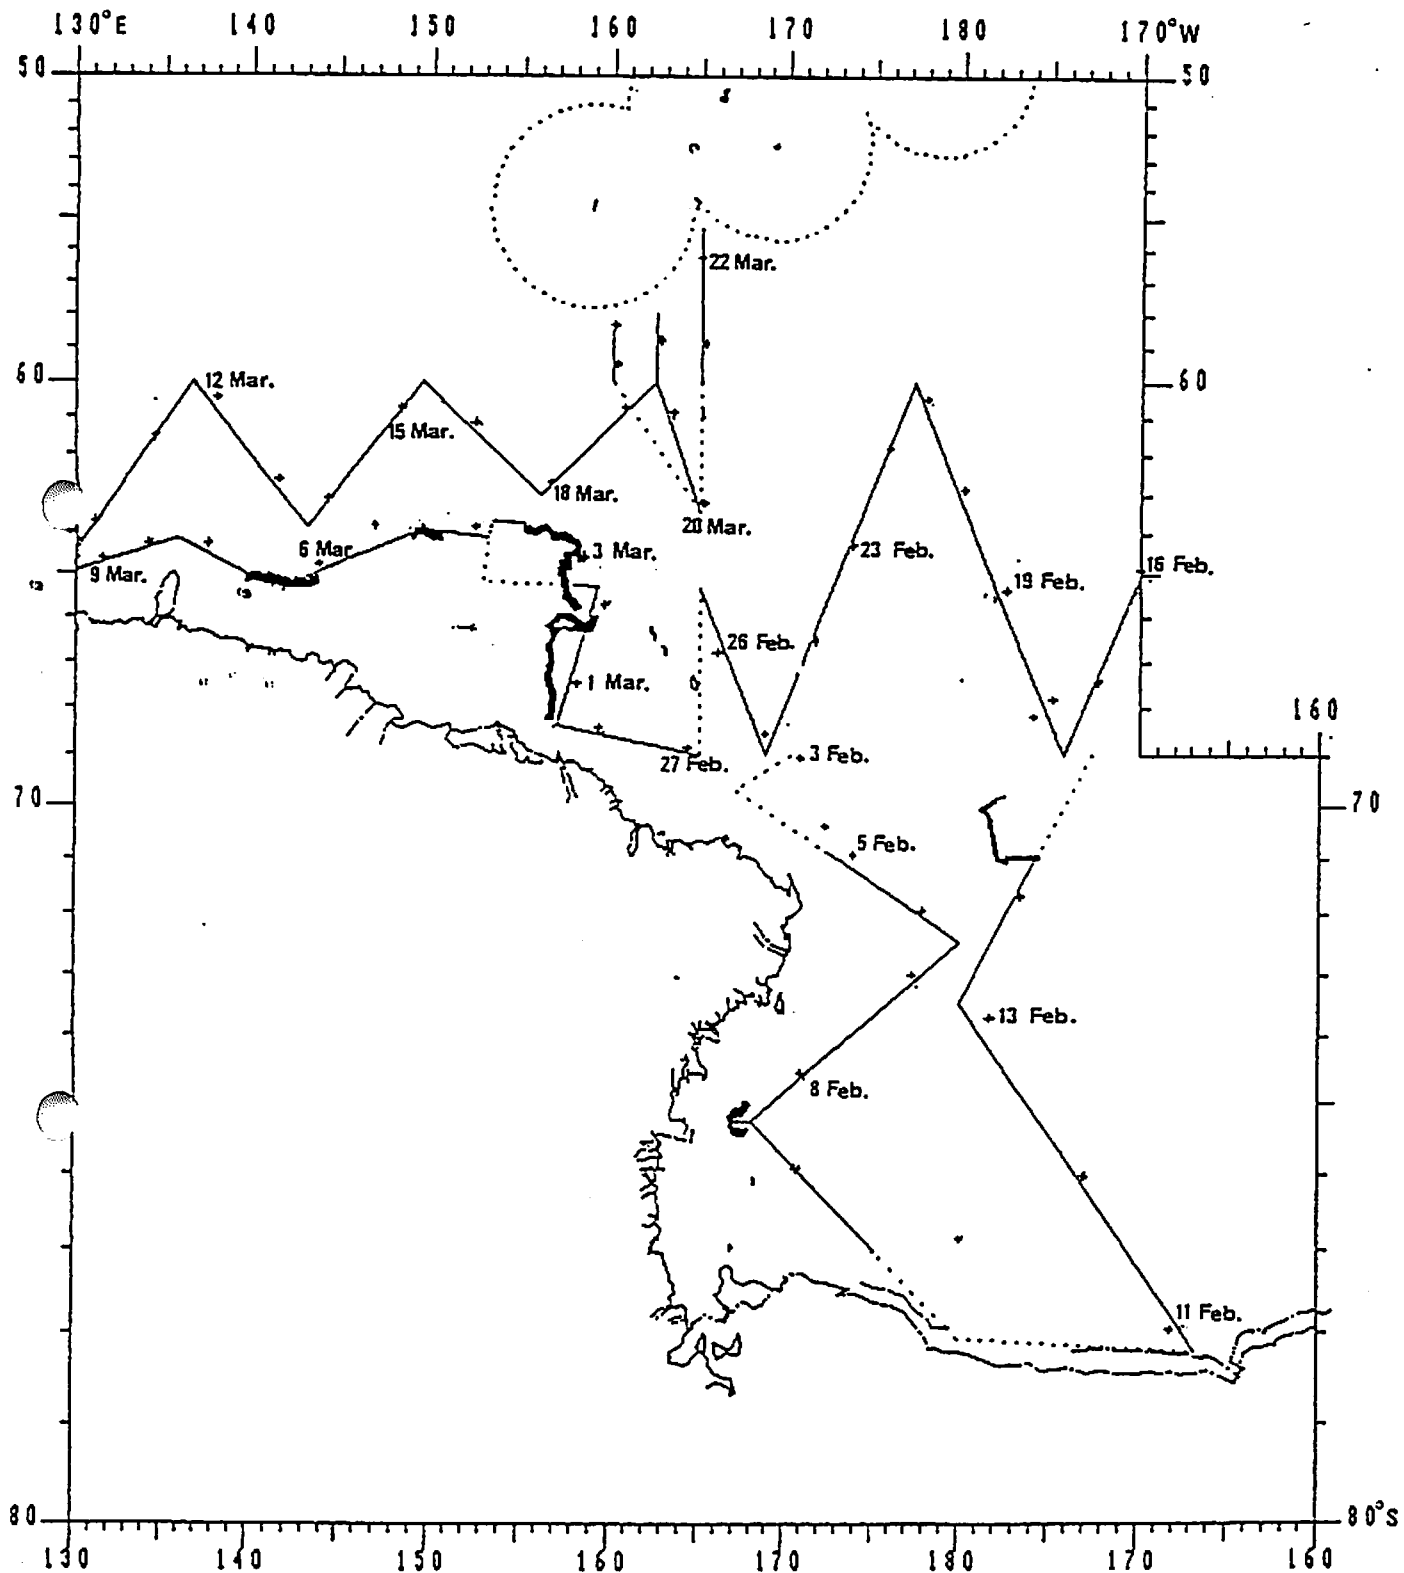 130°E 140 150 160 170 180 170°W
50 50
22 Mar.
60 60
12 Mar.
15 Mar.
18 Mar.
20 Mar.
6 Mar.
3 Mar.
23 Feb.
16 Feb.
9 Mar.
19 Feb.
26 Feb.
1 Mar.
160
3 Feb.
27 Feb.
70 70
5 Feb.
13 Feb.
8 Feb.
11 Feb.
80 80°S
130 140 150 160 170 180 170 160